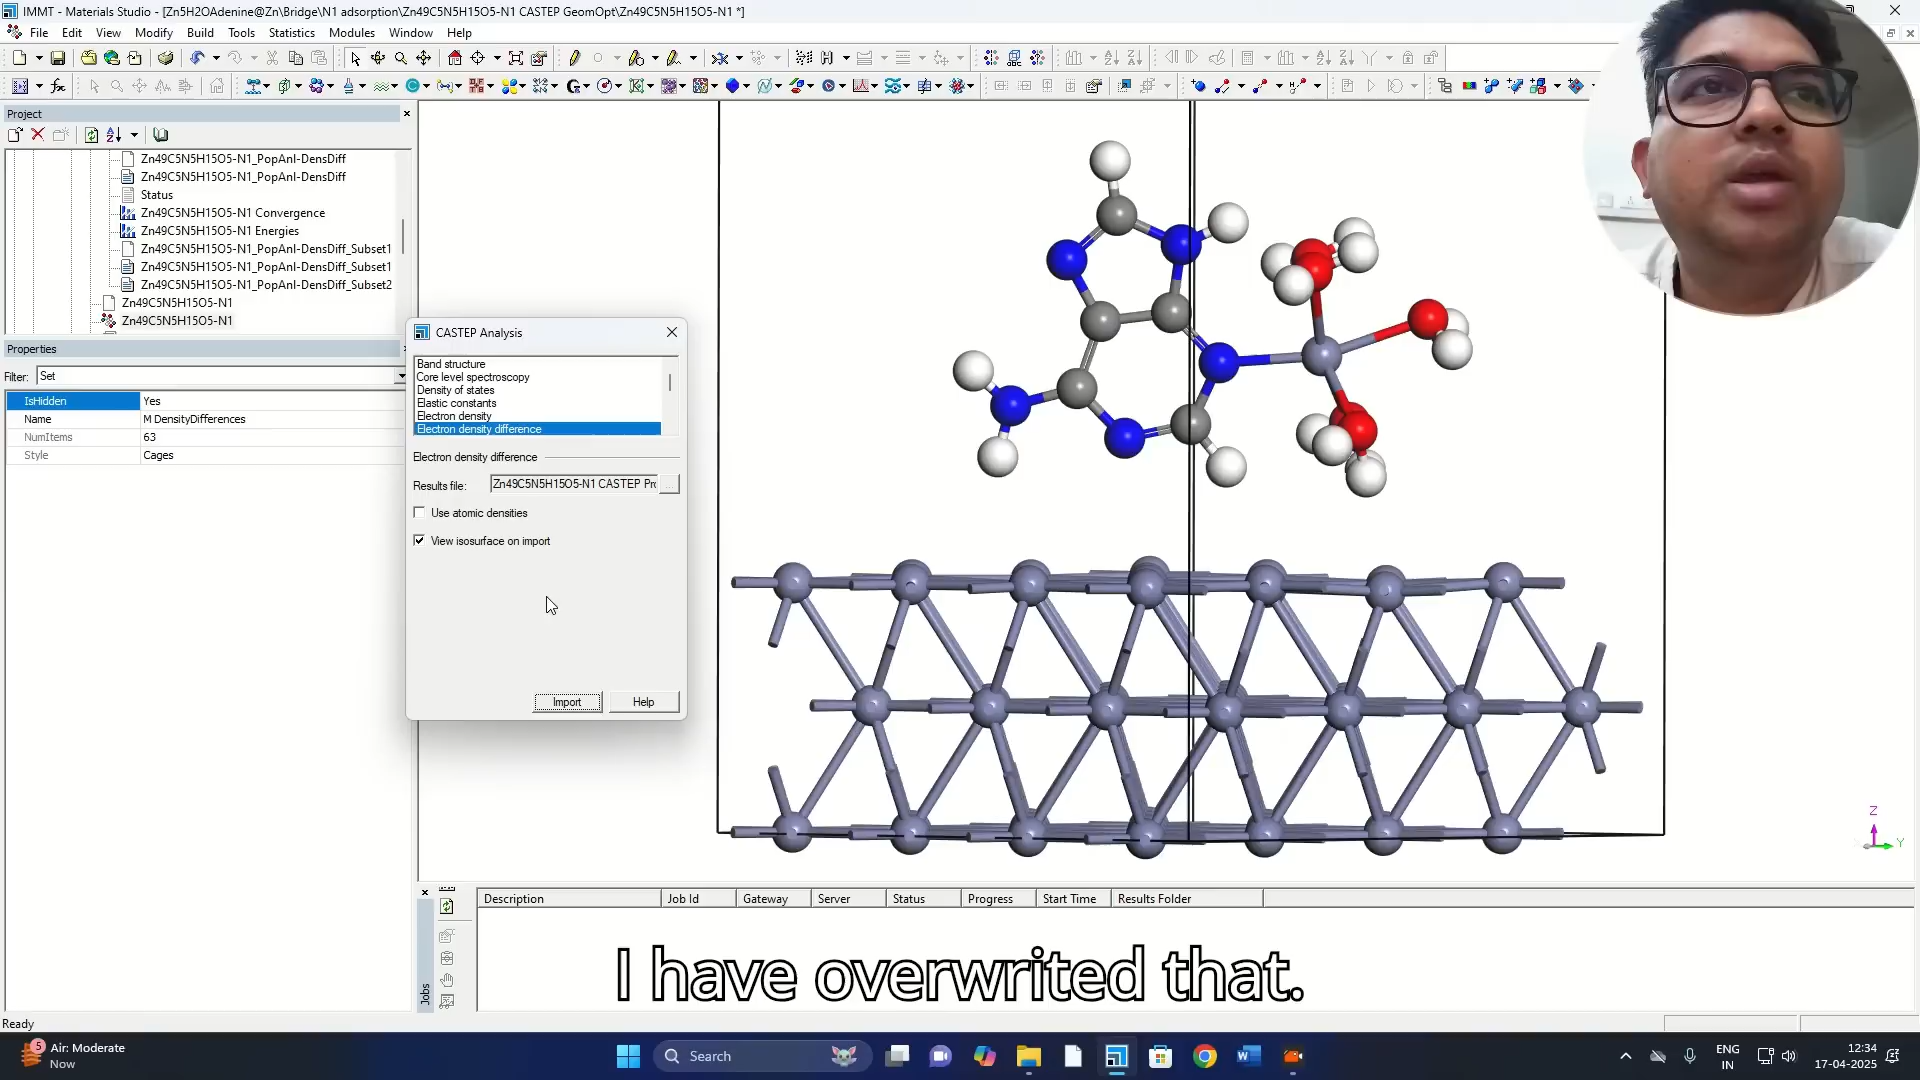 IMMT - Materials Studio - [Zn5H2OAdenine@Zn\Bridge\N1 adsorption\Zn49C5N5H15O5-N1 CASTEP GeomOpt\Zn49C5N5H15O5-N1 *]
File Edit View Modify Build Tools Statistics Modules Window Help
Project
Zn49C5N5H15O5-N1_PopAnl-DensDiff
Zn49C5N5H15O5-N1_PopAnl-DensDiff
Status
Zn49C5N5H15O5-N1 Convergence
Zn49C5N5H15O5-N1 Energies
Zn49C5N5H15O5-N1_PopAnl-DensDiff_Subset1
Zn49C5N5H15O5-N1_PopAnl-DensDiff_Subset1
Zn49C5N5H15O5-N1_PopAnl-DensDiff_Subset2
Zn49C5N5H15O5-N1
Zn49C5N5H15O5-N1
Properties
Filter: Set
IsHidden Yes
Name M DensityDifferences
NumItems 63
Style Cages
CASTEP Analysis
Band structure
Core level spectroscopy
Density of states
Elastic constants
Electron density
Electron density difference
Electron density difference
Results file: Zn49C5N5H15O5-N1 CASTEP Pro
...
Use atomic densities
View isosurface on import
Import Help
Z
Y
Jobs
Description Job Id Gateway Server Status Progress Start Time Results Folder
I have overwrited that.
Ready
5
Air: Moderate
Now
Search
ENG
IN
12:34
17-04-2025